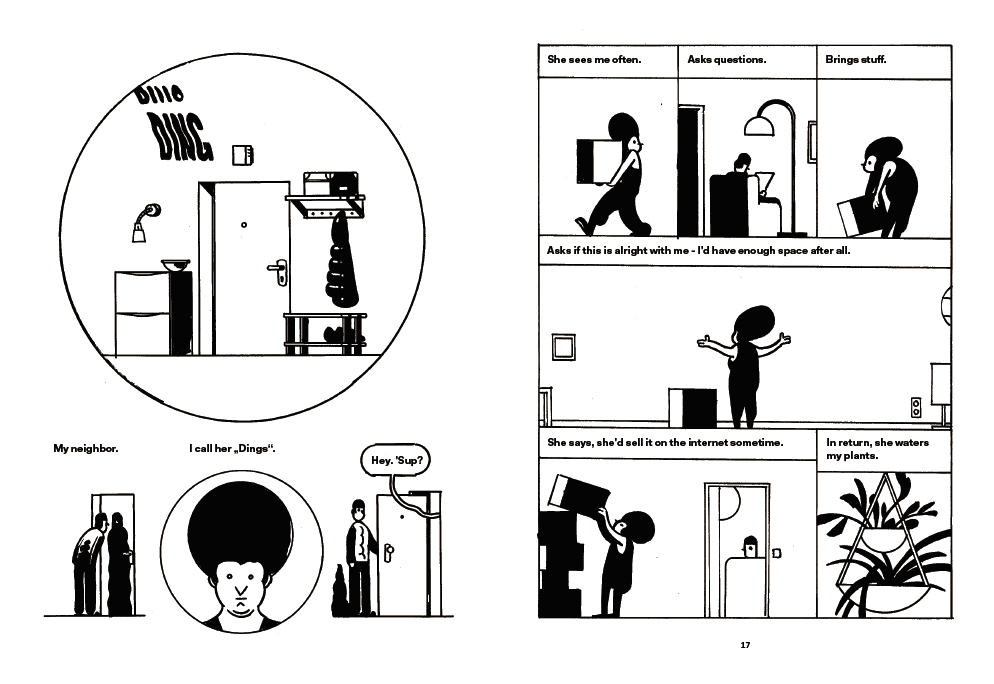 DING
DING
My neighbor.
I call her „Dings“.
Hey. 'Sup?
She sees me often.
Asks questions.
Brings stuff.
Asks if this is alright with me - I'd have enough space after all.
She says, she'd sell it on the internet sometime.
In return, she waters
my plants.
17